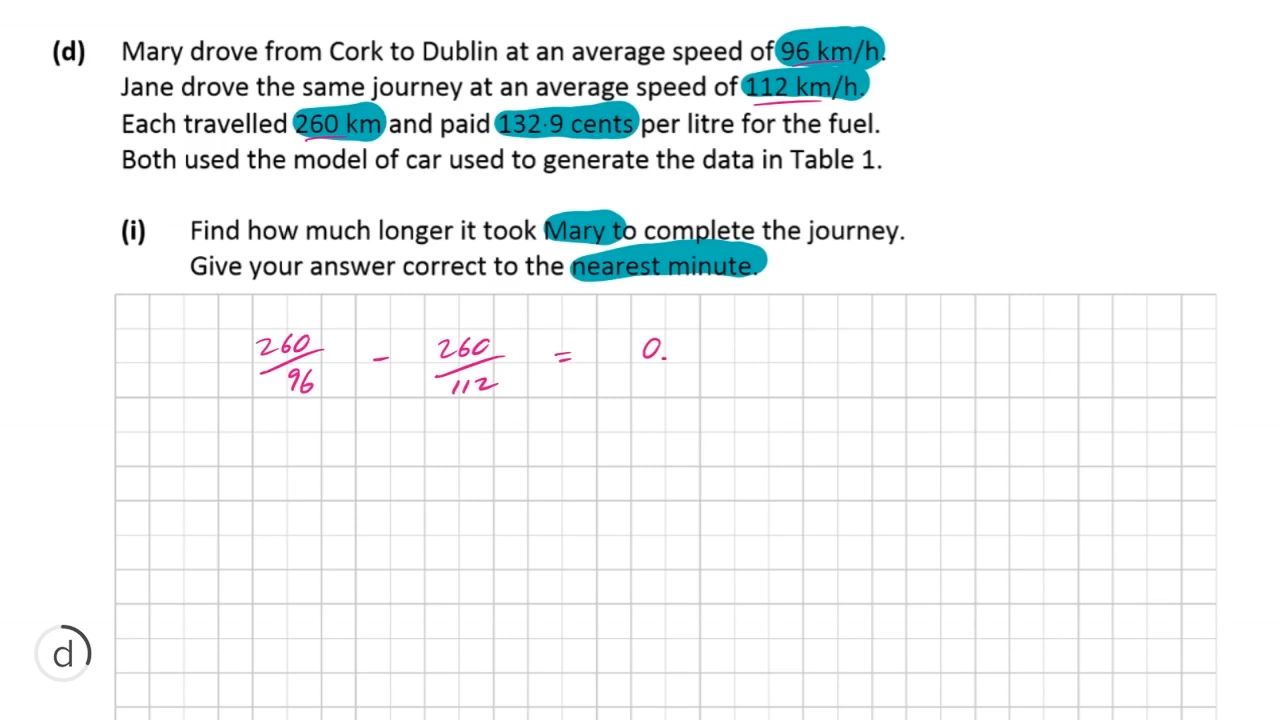 (d) Mary drove from Cork to Dublin at an average speed of 96 km/h.
Jane drove the same journey at an average speed of 112 km/h.
Each travelled 260 km and paid 132·9 cents per litre for the fuel.
Both used the model of car used to generate the data in Table 1.
(i) Find how much longer it took Mary to complete the journey.
Give your answer correct to the nearest minute.
260/96 - 260/112 = 0.
d